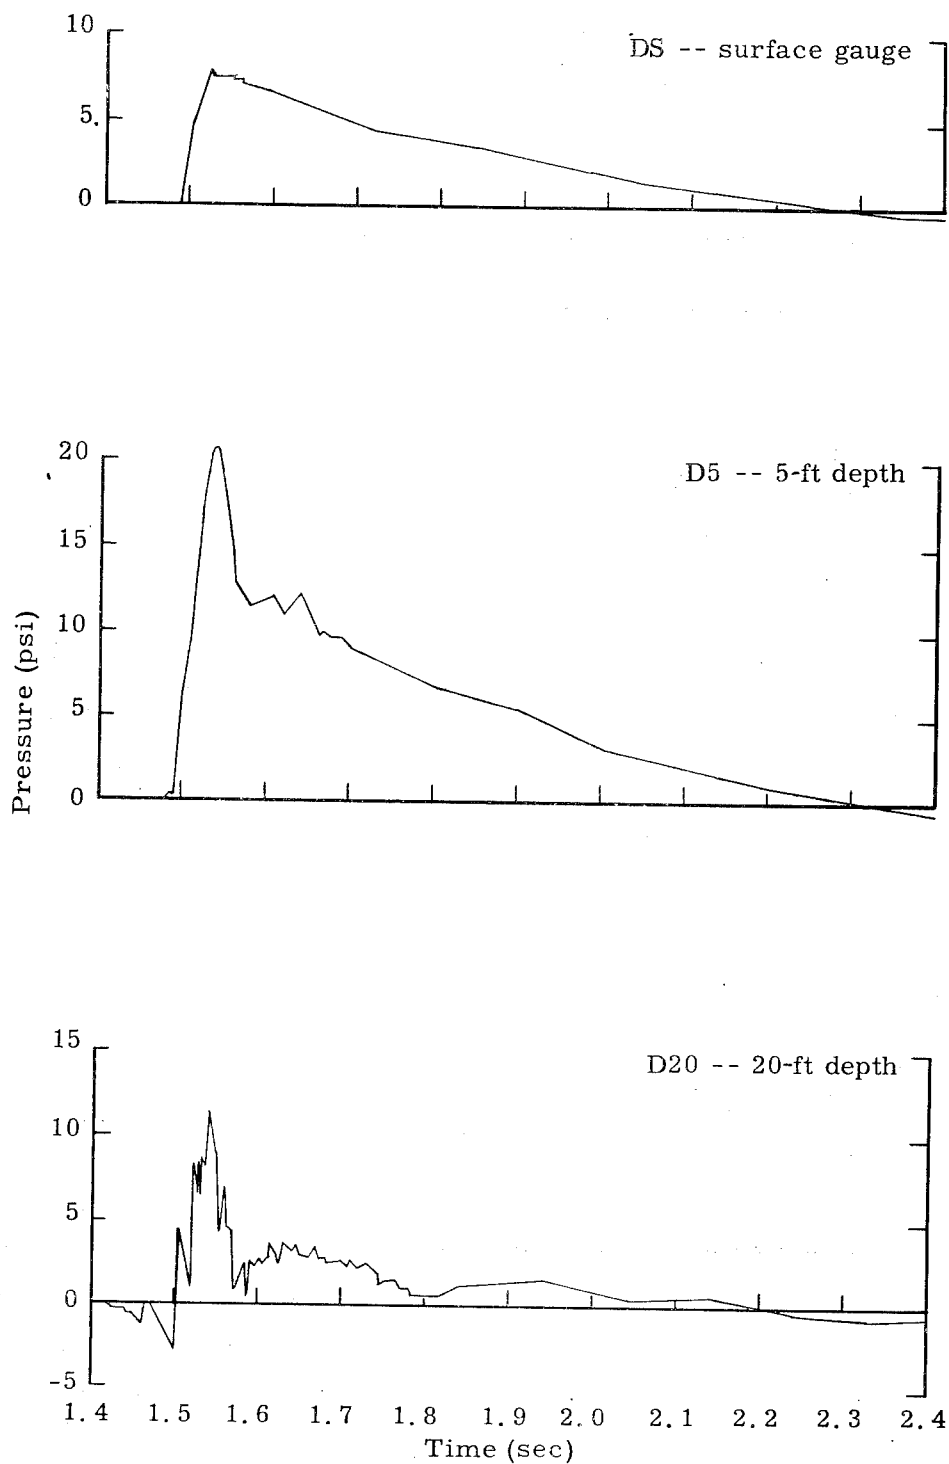 10
DS -- surface gauge
5
0
20
D5 -- 5-ft depth
15
10
5
0
Pressure (psi)
15
D20 -- 20-ft depth
10
5
0
-5
1.4 1.5 1.6 1.7 1.8 1.9 2.0 2.1 2.2 2.3 2.4
Time (sec)